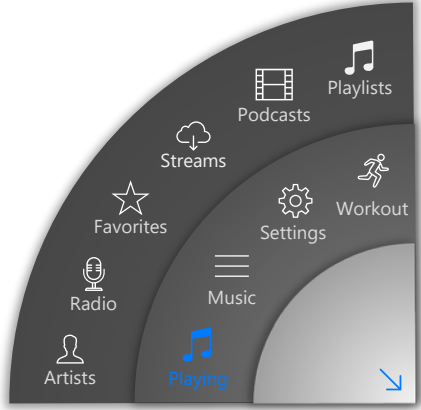 Playlists
Podcasts
Streams
Favorites
Radio
Artists
Workout
Settings
Music
Playing